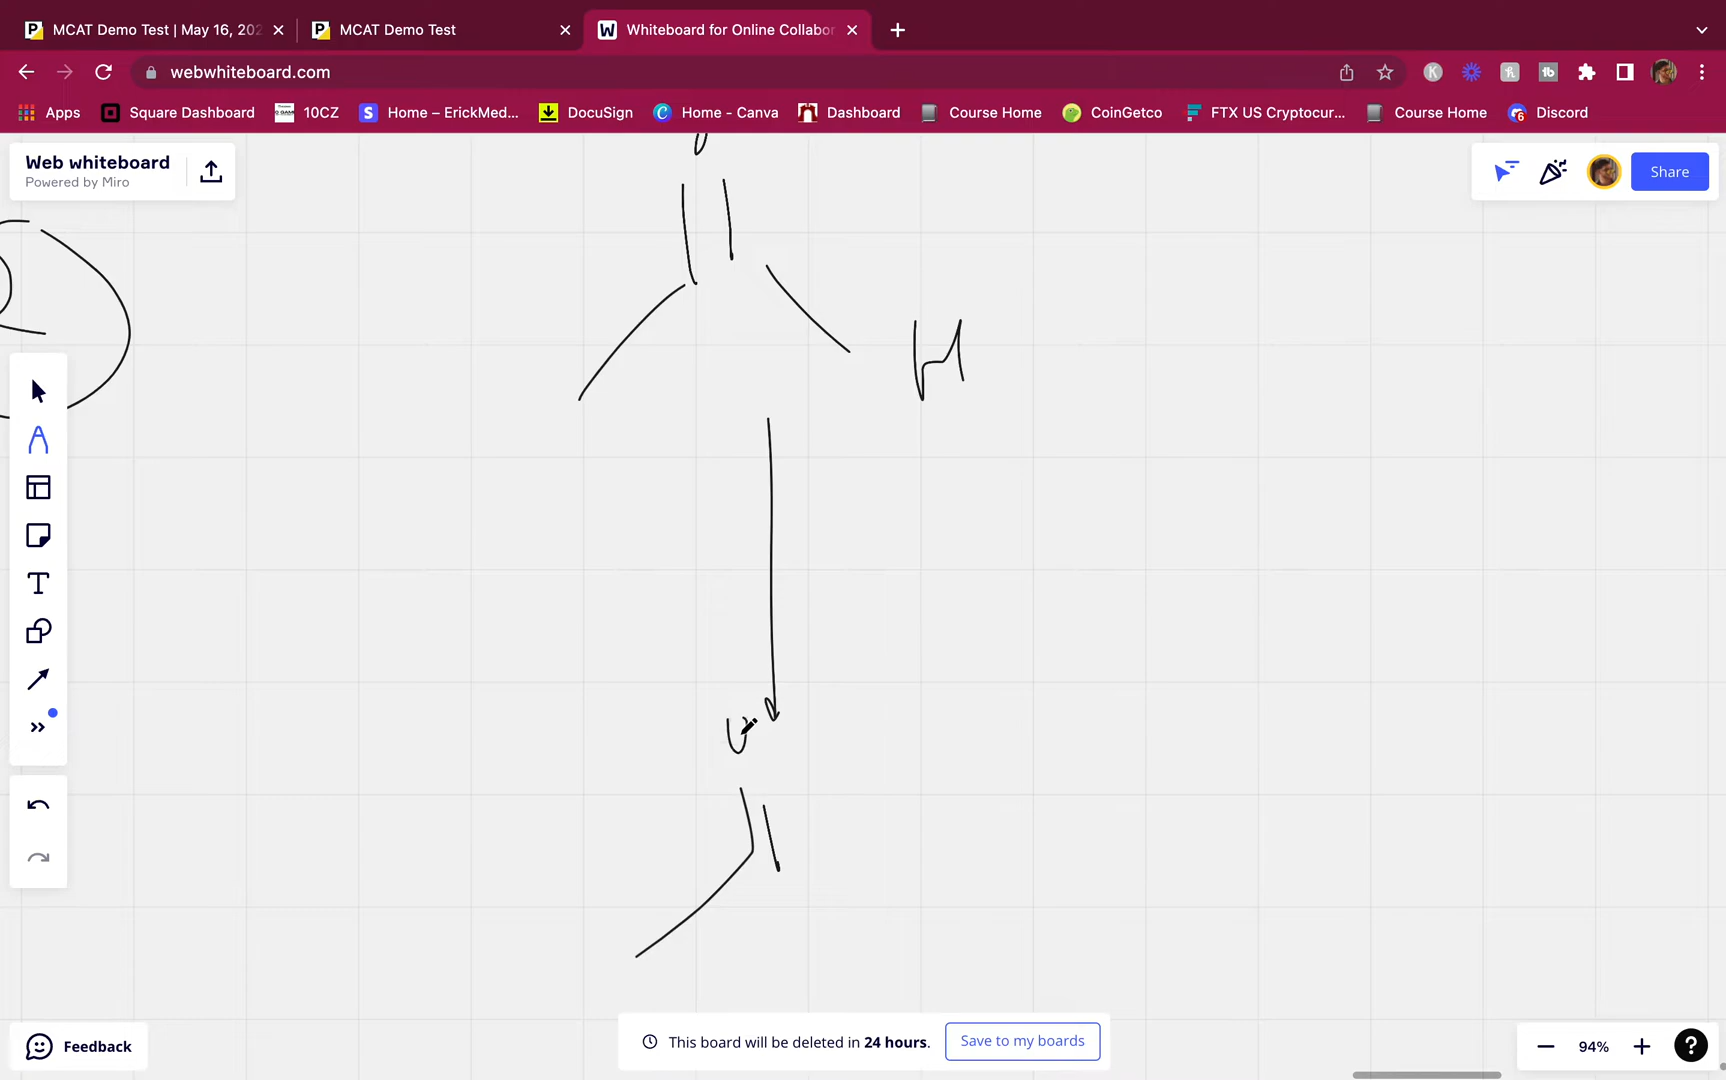 MCAT Demo Test | May 16, 202
MCAT Demo Test
Whiteboard for Online Collabor
webwhiteboard.com
Apps
Square Dashboard
10CZ
Home – ErickMed...
DocuSign
Home - Canva
Dashboard
Course Home
CoinGetco
FTX US Cryptocur...
Course Home
Discord
Web whiteboard
Powered by Miro
Share
H
This board will be deleted in 24 hours.
Save to my boards
Feedback
94%